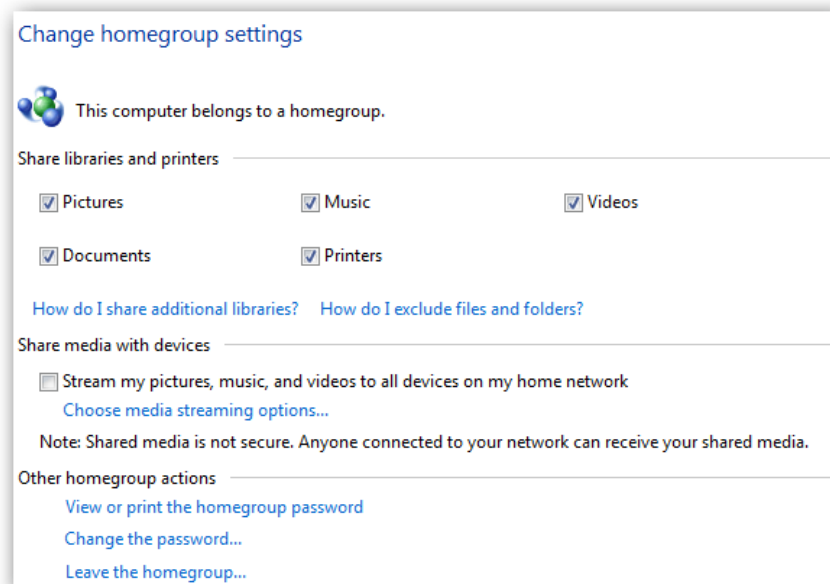 Change homegroup settings
This computer belongs to a homegroup.
Share libraries and printers
Pictures Music Videos
Documents Printers
How do I share additional libraries? How do I exclude files and folders?
Share media with devices
Stream my pictures, music, and videos to all devices on my home network
Choose media streaming options...
Note: Shared media is not secure. Anyone connected to your network can receive your shared media.
Other homegroup actions
View or print the homegroup password
Change the password...
Leave the homegroup...